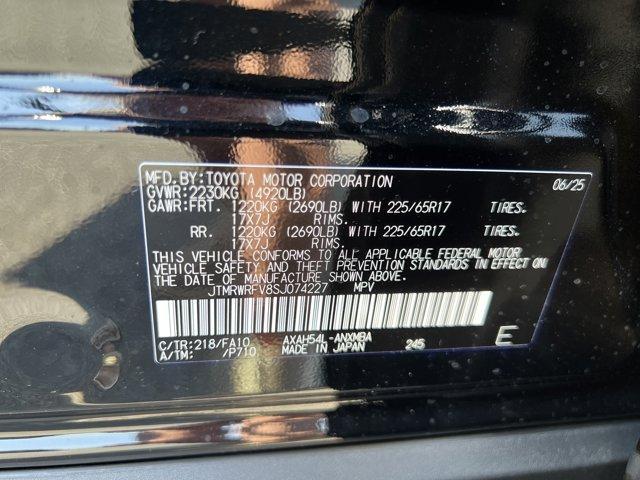 MFD.BY:TOYOTA MOTOR CORPORATION 06/25
GVWR:2230KG (4920LB)
GAWR:FRT. 1220KG (2690LB) WITH 225/65R17 TIRES.
17X7J RIMS.
RR. 1220KG (2690LB) WITH 225/65R17 TIRES.
17X7J RIMS.
THIS VEHICLE CONFORMS TO ALL APPLICABLE FEDERAL MOTOR
VEHICLE SAFETY AND THEFT PREVENTION STANDARDS IN EFFECT ON
THE DATE OF MANUFACTURE SHOWN ABOVE.
JTMRWRFV8SJ074227 MPV
C/TR:218/FA10 AXAH54L-ANXMBA 245 E
A/TM: /P710 MADE IN JAPAN